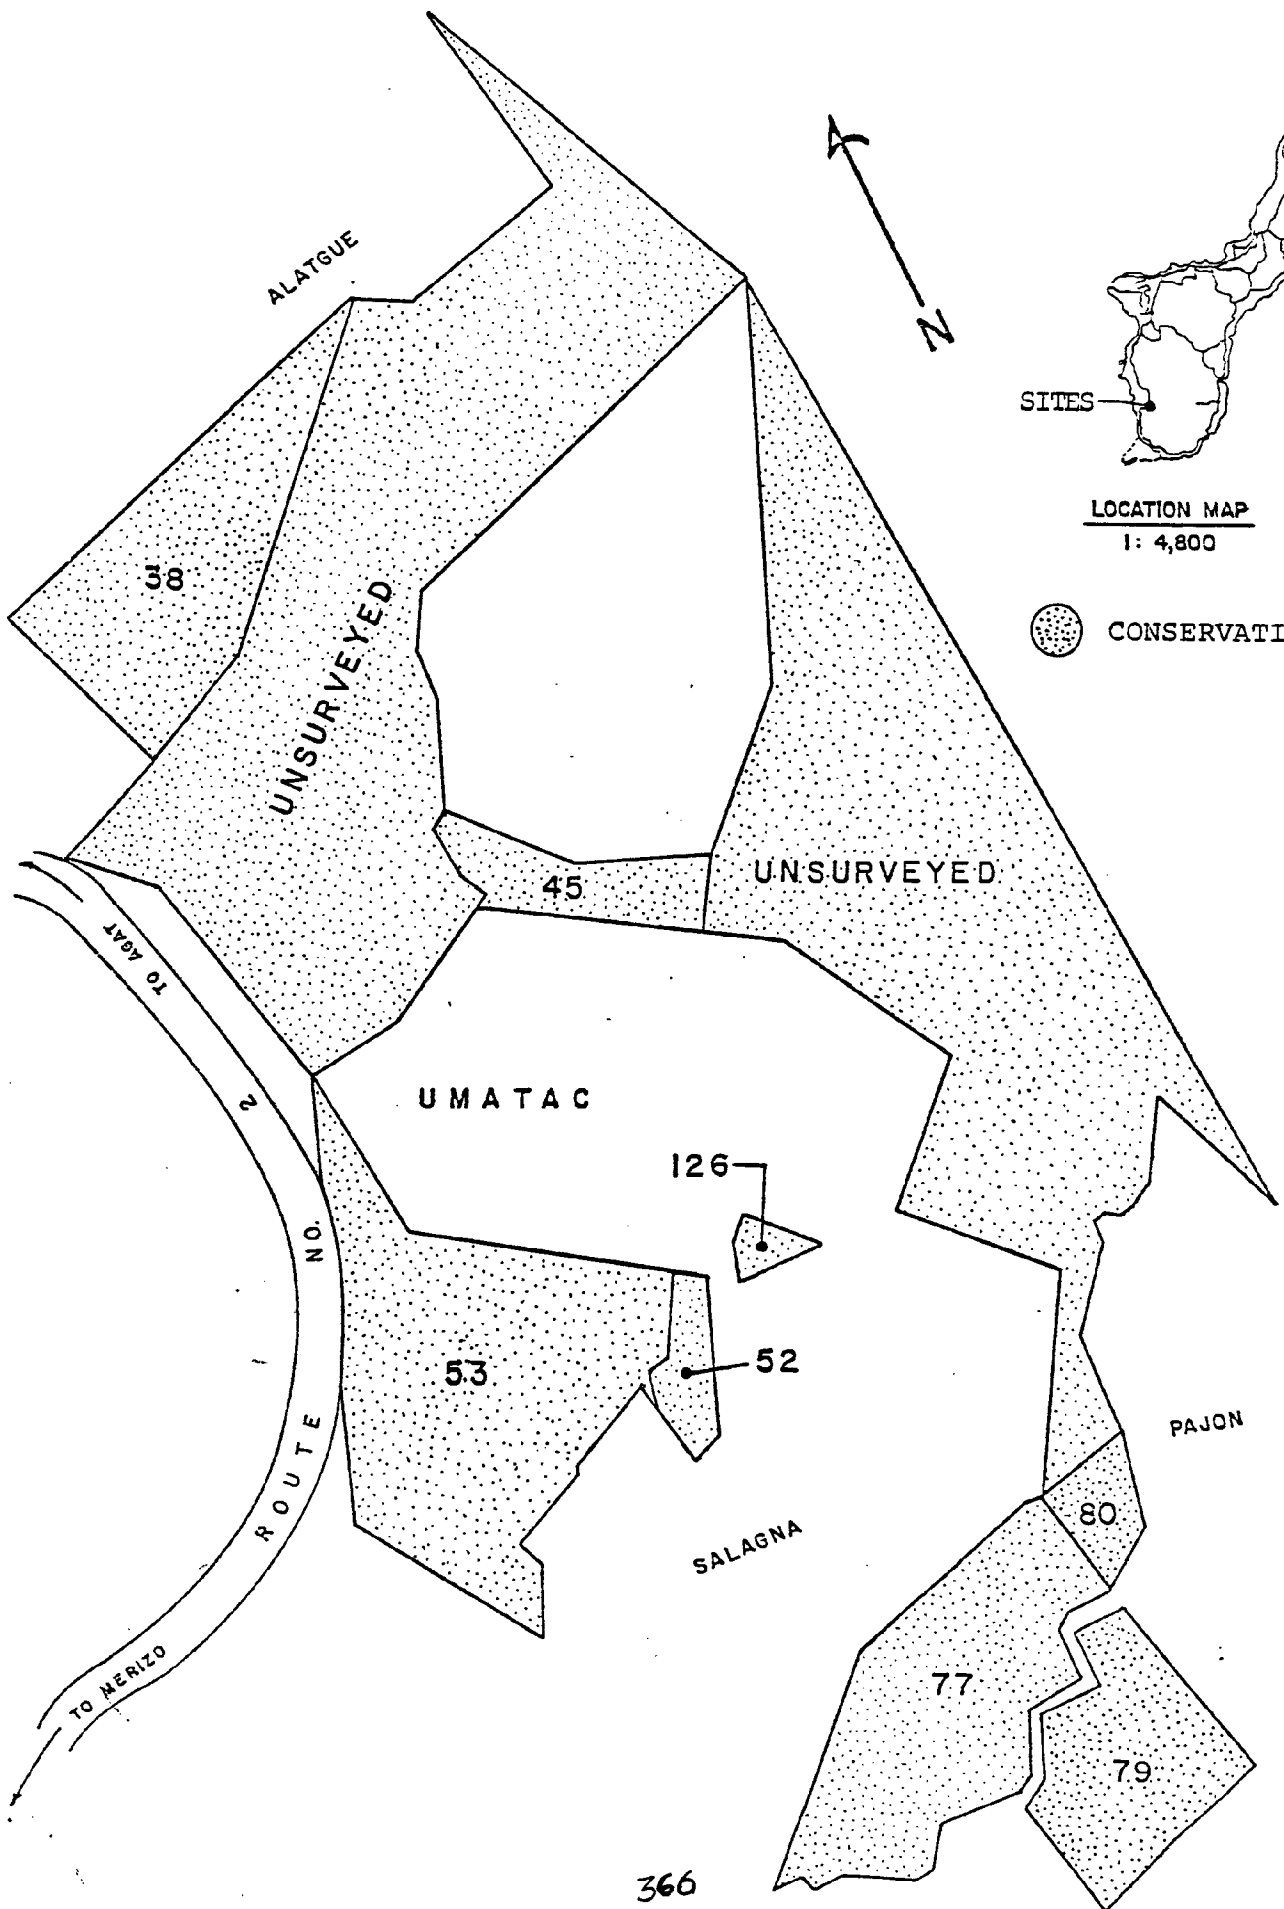 ALATGUE
N
SITES
LOCATION MAP
1: 4,800
CONSERVATI
38
UNSURVEYED
45
UNSURVEYED
TO AGAT
UMATAC
126
52
53
ROUTE NO. 2
PAJON
80
SALAGNA
TO MERIZO
77
79
366